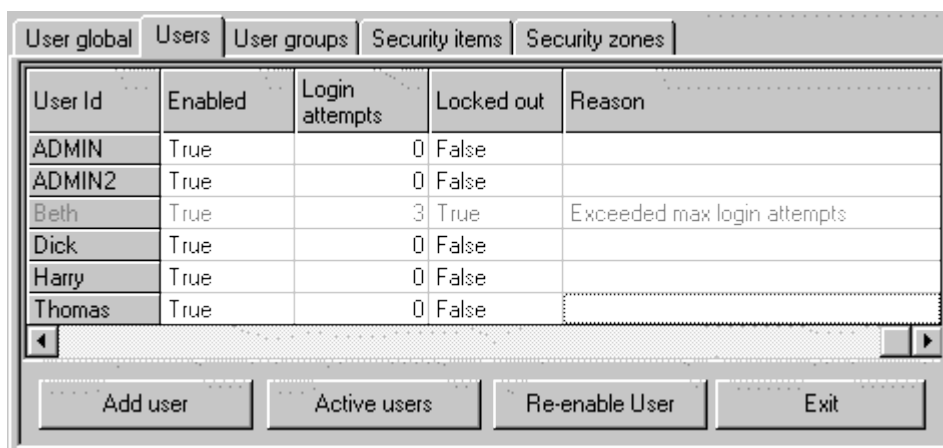 User global Users User groups Security items Security zones
User Id Enabled Login attempts Locked out Reason
ADMIN True 0 False
ADMIN2 True 0 False
Beth True 3 True Exceeded max login attempts
Dick True 0 False
Harry True 0 False
Thomas True 0 False
Add user Active users Re-enable User Exit